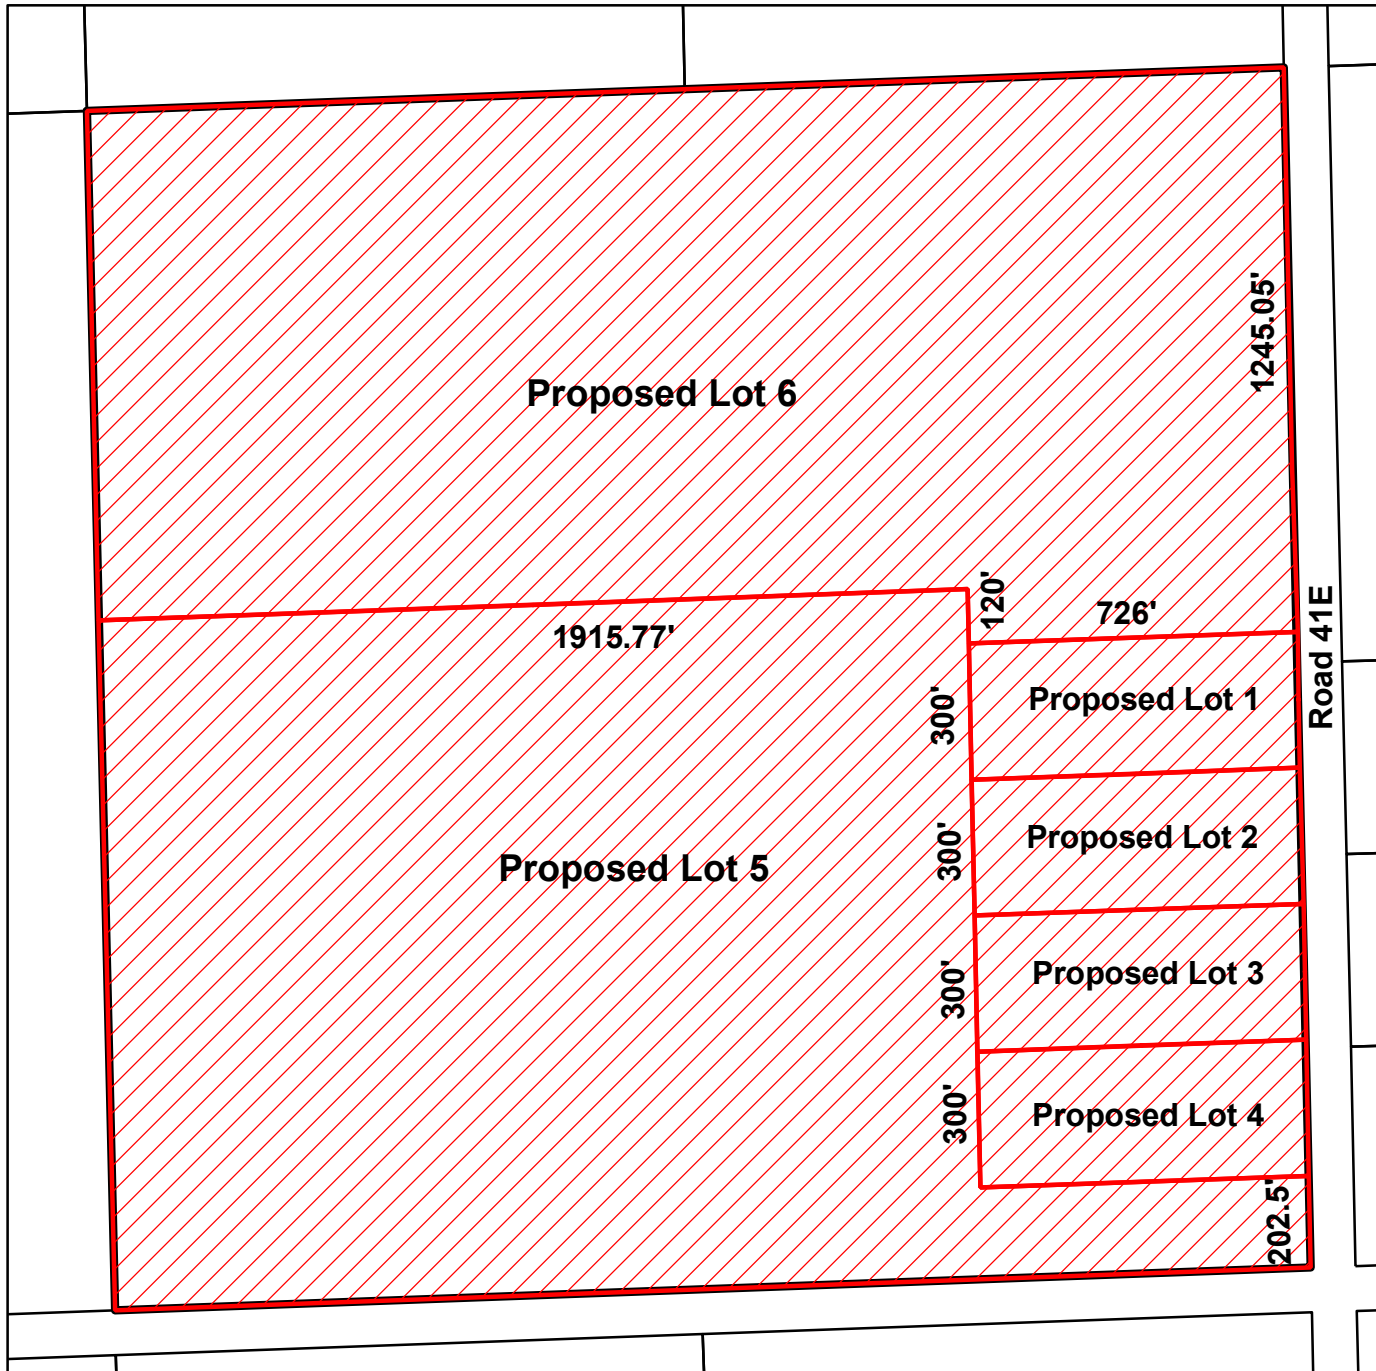 1245.05'
Proposed Lot 6
120'
726'
1915.77'
Road 41E
300'
Proposed Lot 1
300'
Proposed Lot 2
Proposed Lot 5
300'
Proposed Lot 3
300'
Proposed Lot 4
202.5'